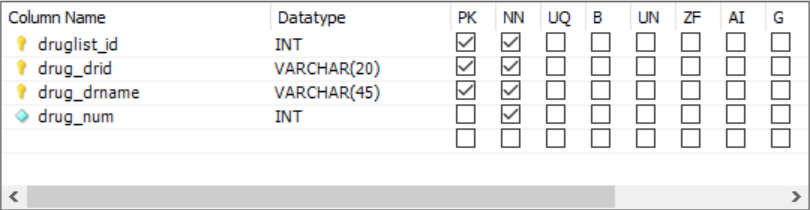 Column Name Datatype PK NN UQ B UN ZF AI G
druglist_id INT
drug_drid VARCHAR(20)
drug_drname VARCHAR(45)
drug_num INT